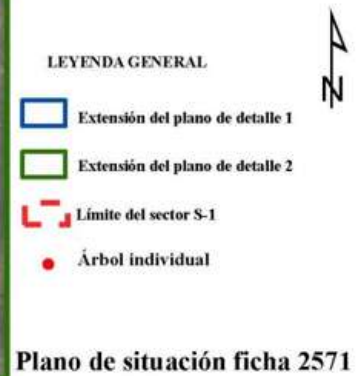 N
LEYENDA GENERAL
Extensión del plano de detalle 1
Extensión del plano de detalle 2
Límite del sector S-1
Árbol individual
Plano de situación ficha 2571